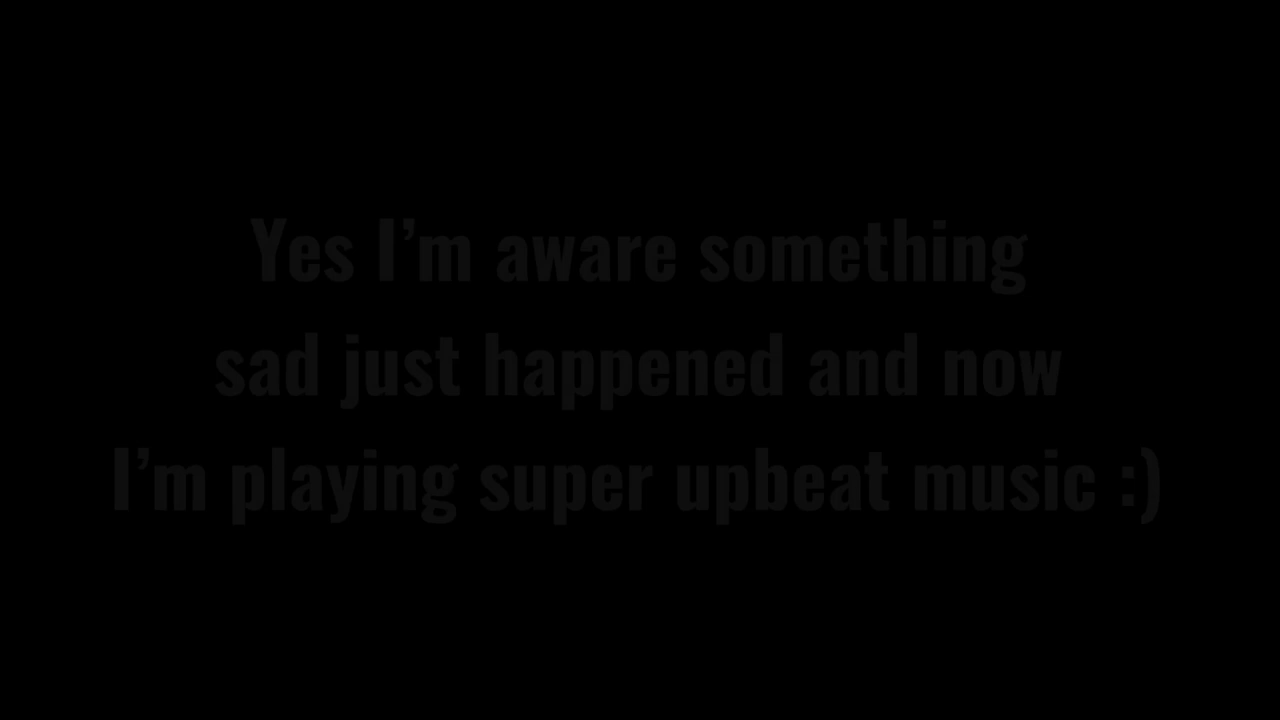 Yes I’m aware something
sad just happened and now
I’m playing super upbeat music :)